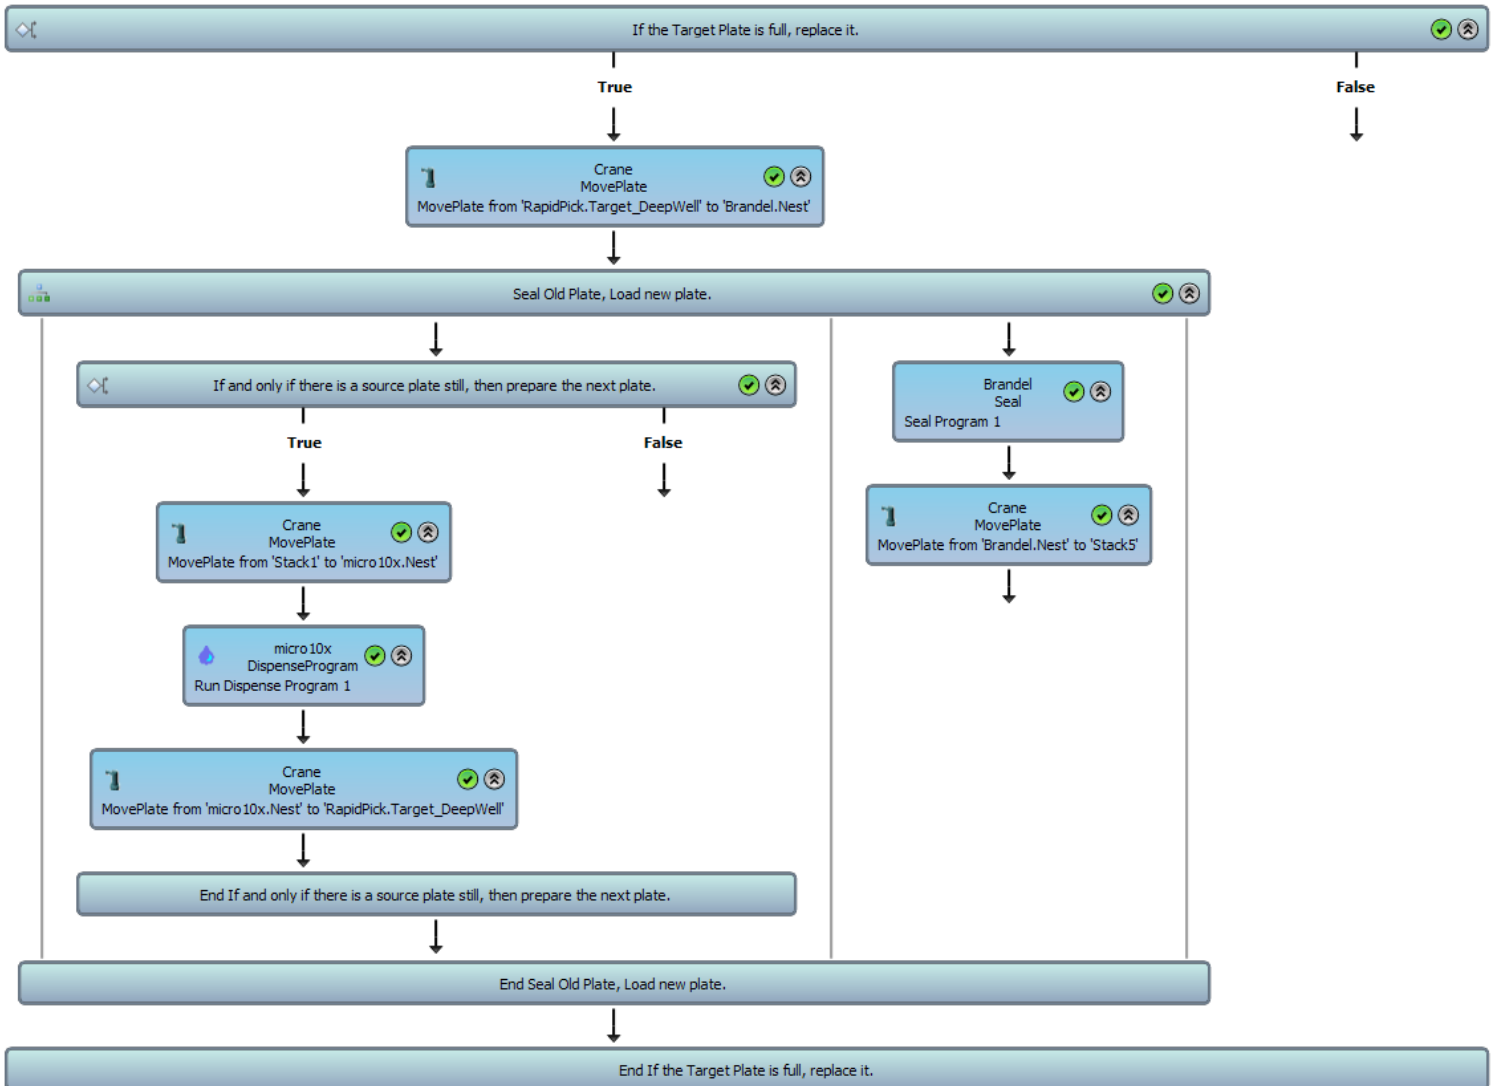 If the Target Plate is full, replace it.
True
False
Crane
MovePlate
MovePlate from 'RapidPick.Target_DeepWell' to 'Brandel.Nest'
Seal Old Plate, Load new plate.
If and only if there is a source plate still, then prepare the next plate.
True
False
Crane
MovePlate
MovePlate from 'Stack1' to 'micro10x.Nest'
micro10x
DispenseProgram
Run Dispense Program 1
Crane
MovePlate
MovePlate from 'micro10x.Nest' to 'RapidPick.Target_DeepWell'
End If and only if there is a source plate still, then prepare the next plate.
Brandel
Seal
Seal Program 1
Crane
MovePlate
MovePlate from 'Brandel.Nest' to 'Stack5'
End Seal Old Plate, Load new plate.
End If the Target Plate is full, replace it.